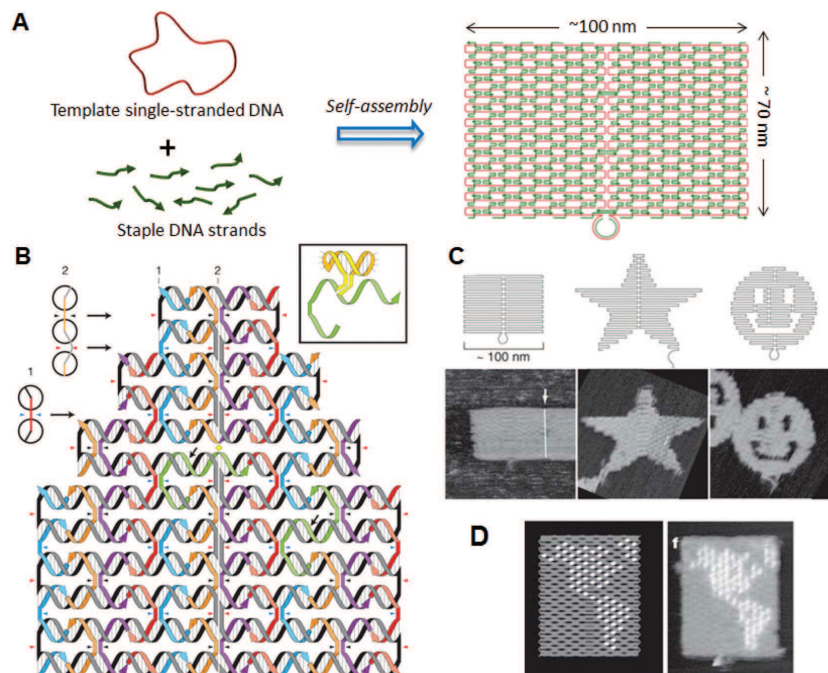 A
Template single-stranded DNA
+
Staple DNA strands
Self-assembly
~100 nm
~ 70 nm
B
2
1
1
2
C
~ 100 nm
D
f